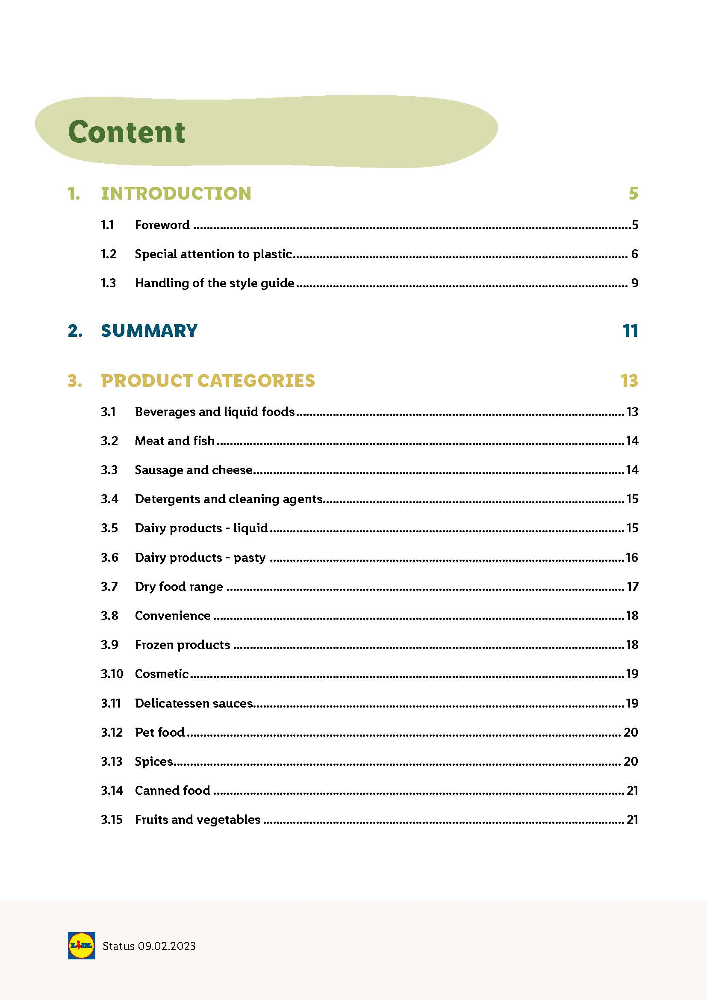 Content
1. INTRODUCTION 5
1.1 Foreword ........................................ 5
1.2 Special attention to plastic........................................ 6
1.3 Handling of the style guide........................................ 9
2. SUMMARY 11
3. PRODUCT CATEGORIES 13
3.1 Beverages and liquid foods........................................ 13
3.2 Meat and fish........................................ 14
3.3 Sausage and cheese........................................ 14
3.4 Detergents and cleaning agents........................................ 15
3.5 Dairy products - liquid........................................ 15
3.6 Dairy products - pasty ........................................ 16
3.7 Dry food range ........................................ 17
3.8 Convenience ........................................ 18
3.9 Frozen products ........................................ 18
3.10 Cosmetic........................................ 19
3.11 Delicatessen sauces........................................ 19
3.12 Pet food........................................ 20
3.13 Spices........................................ 20
3.14 Canned food ........................................ 21
3.15 Fruits and vegetables ........................................ 21
LIDL Status 09.02.2023